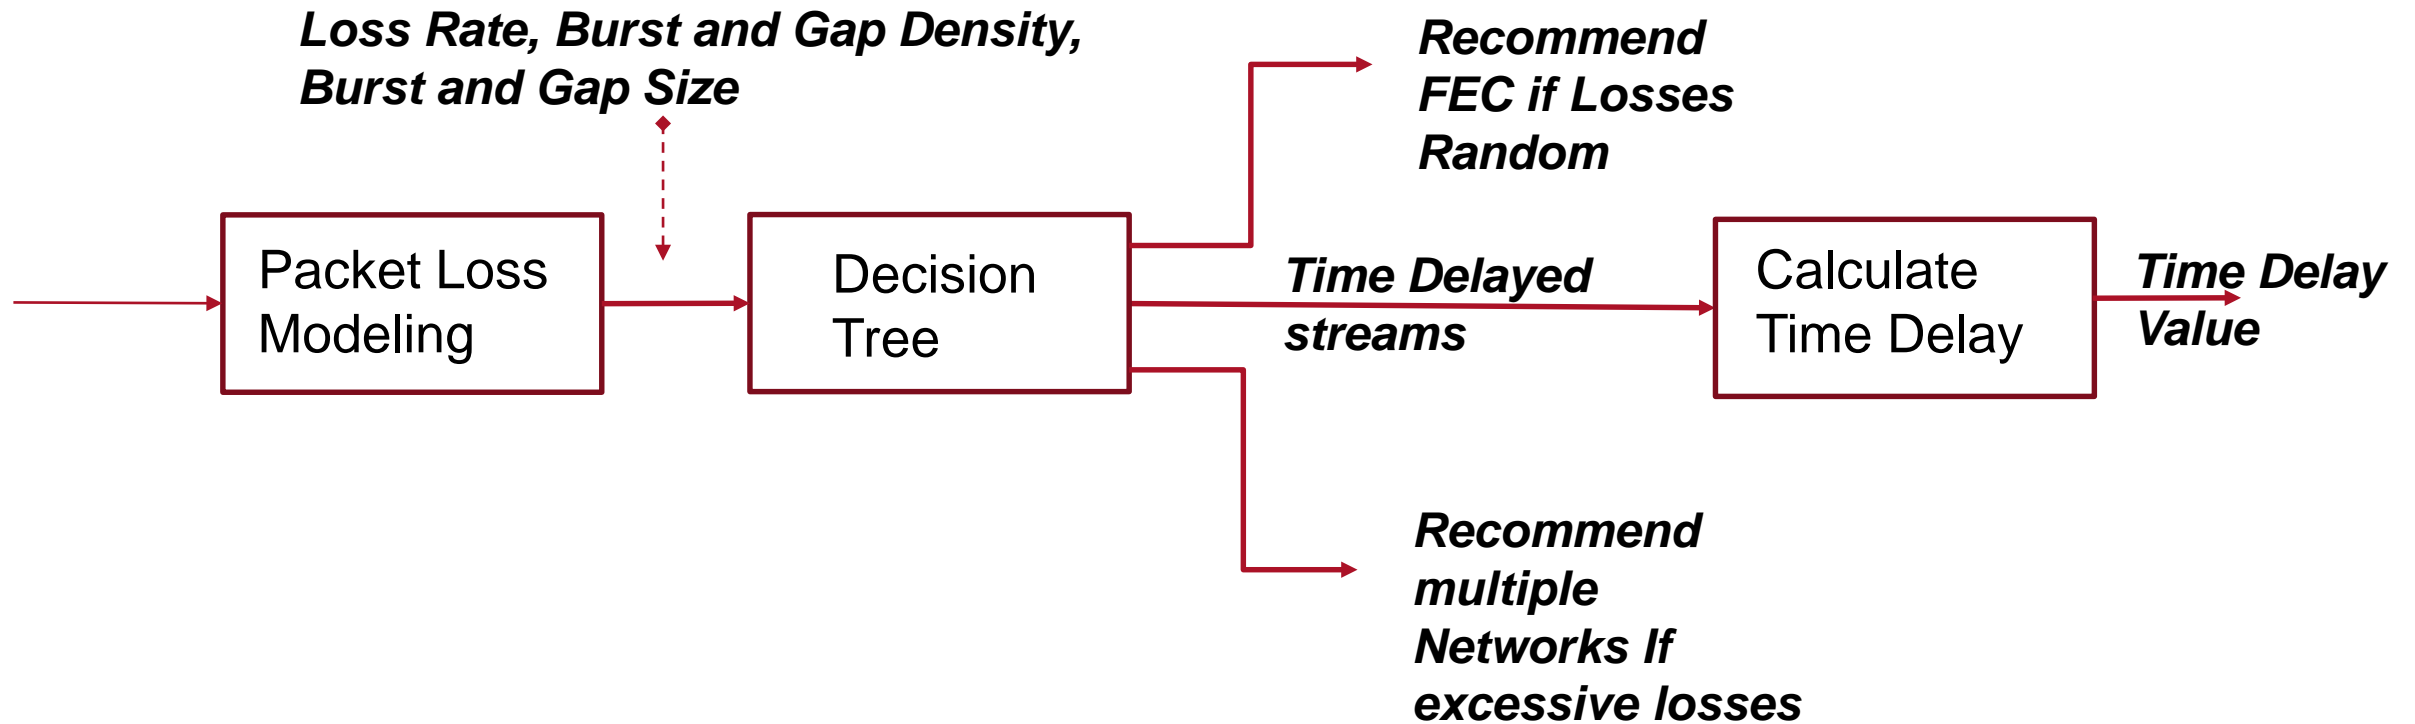 Loss Rate, Burst and Gap Density,
Burst and Gap Size
Recommend
FEC if Losses
Random
Packet Loss
Modeling
Decision
Tree
Time Delayed
streams
Calculate
Time Delay
Time Delay
Value
Recommend
multiple
Networks If
excessive losses